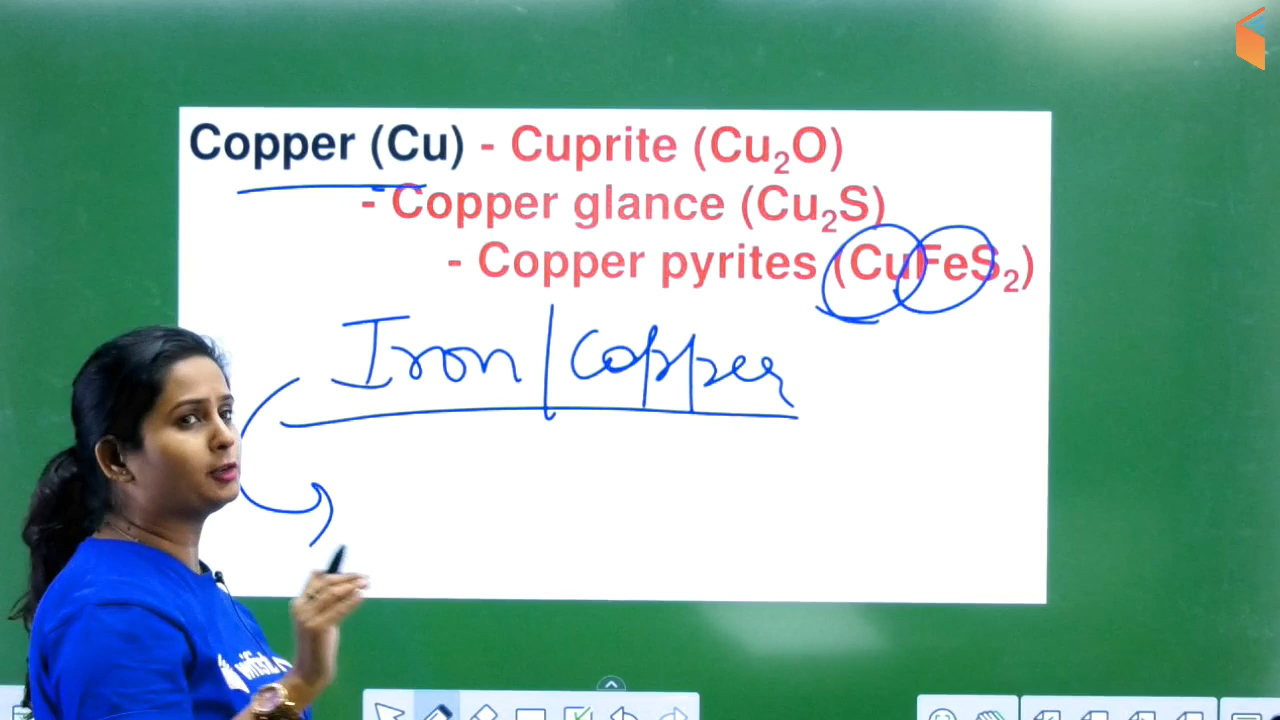 Copper (Cu) - Cuprite (Cu₂O)
- Copper glance (Cu₂S)
- Copper pyrites (CuFeS₂)
Iron | Copper